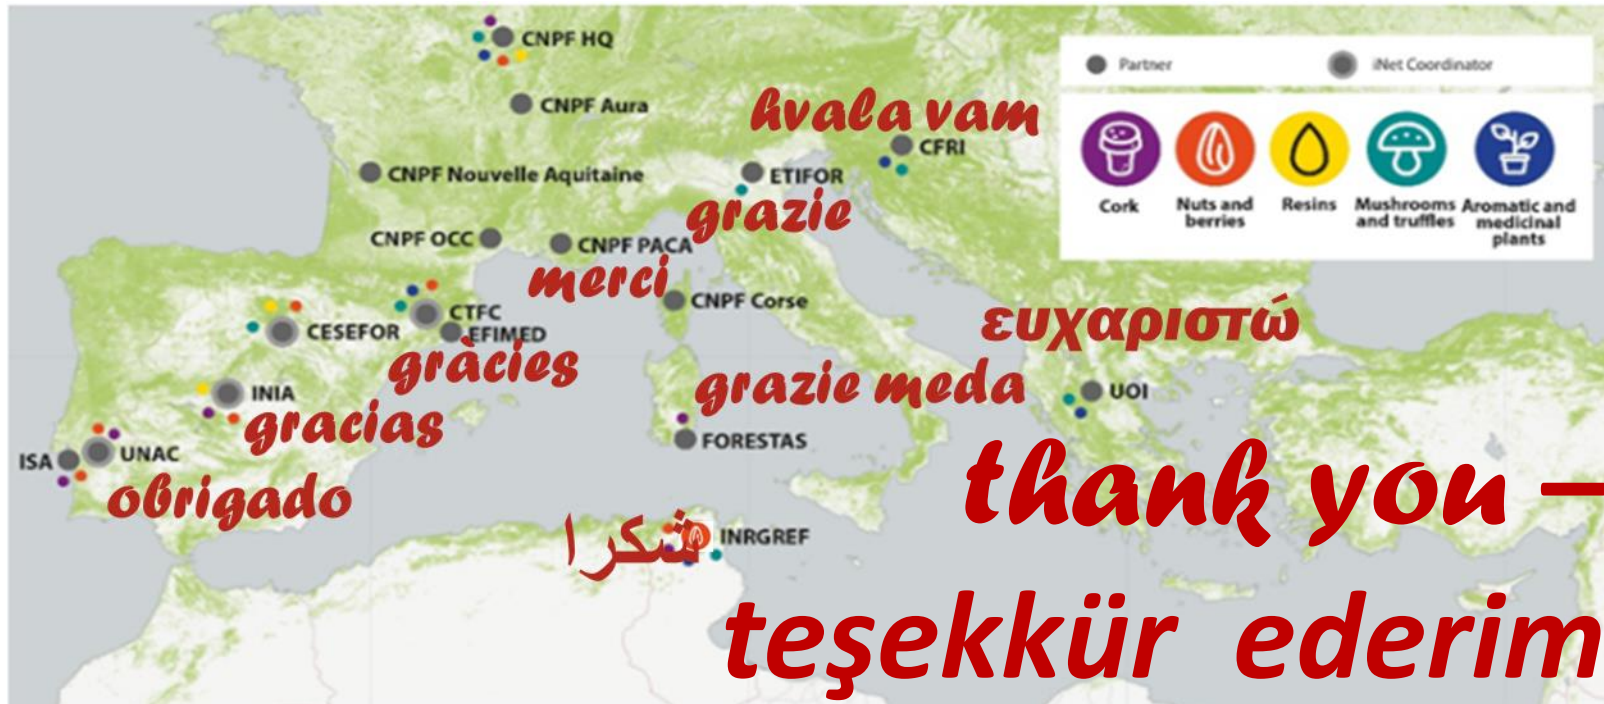 CNPF HQ
Partner
iNet Coordinator
CNPF Aura
hvala vam
CFRI
CNPF Nouvelle Aquitaine
ETIFOR
Cork
Nuts and
berries
Resins
Mushrooms
and truffles
Aromatic and
medicinal
plants
grazie
CNPF OCC
CNPF PACA
merci
CNPF Corse
CTFC
CESEFOR
EFIMED
ευχαριστώ
gràcies
grazie meda
INIA
UOI
gracias
FORESTAS
ISA
UNAC
thank you –
obrigado
شكرا
INRGREF
teşekkür ederim